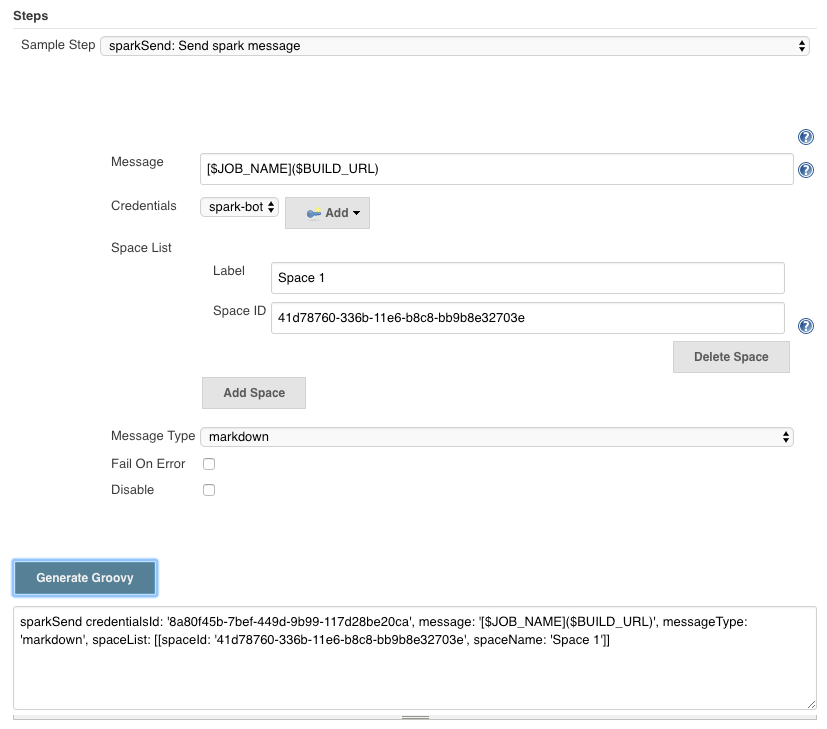 Steps
Sample Step sparkSend: Send spark message
Message [$JOB_NAME]($BUILD_URL)
Credentials spark-bot Add
Space List
Label Space 1
Space ID 41d78760-336b-11e6-b8c8-bb9b8e32703e
Delete Space
Add Space
Message Type markdown
Fail On Error
Disable
Generate Groovy
sparkSend credentialsId: '8a80f45b-7bef-449d-9b99-117d28be20ca', message: '[$JOB_NAME]($BUILD_URL)', messageType:
'markdown', spaceList: [[spaceId: '41d78760-336b-11e6-b8c8-bb9b8e32703e', spaceName: 'Space 1']]